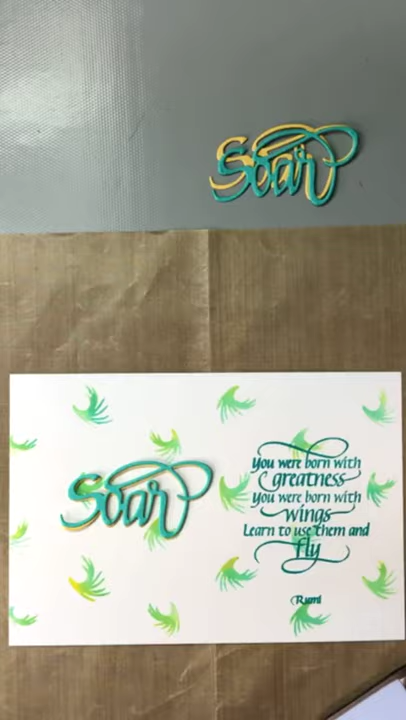 Soar
Soar
You were born with
greatness
You were born with
wings
Learn to use them and
fly
Rumi